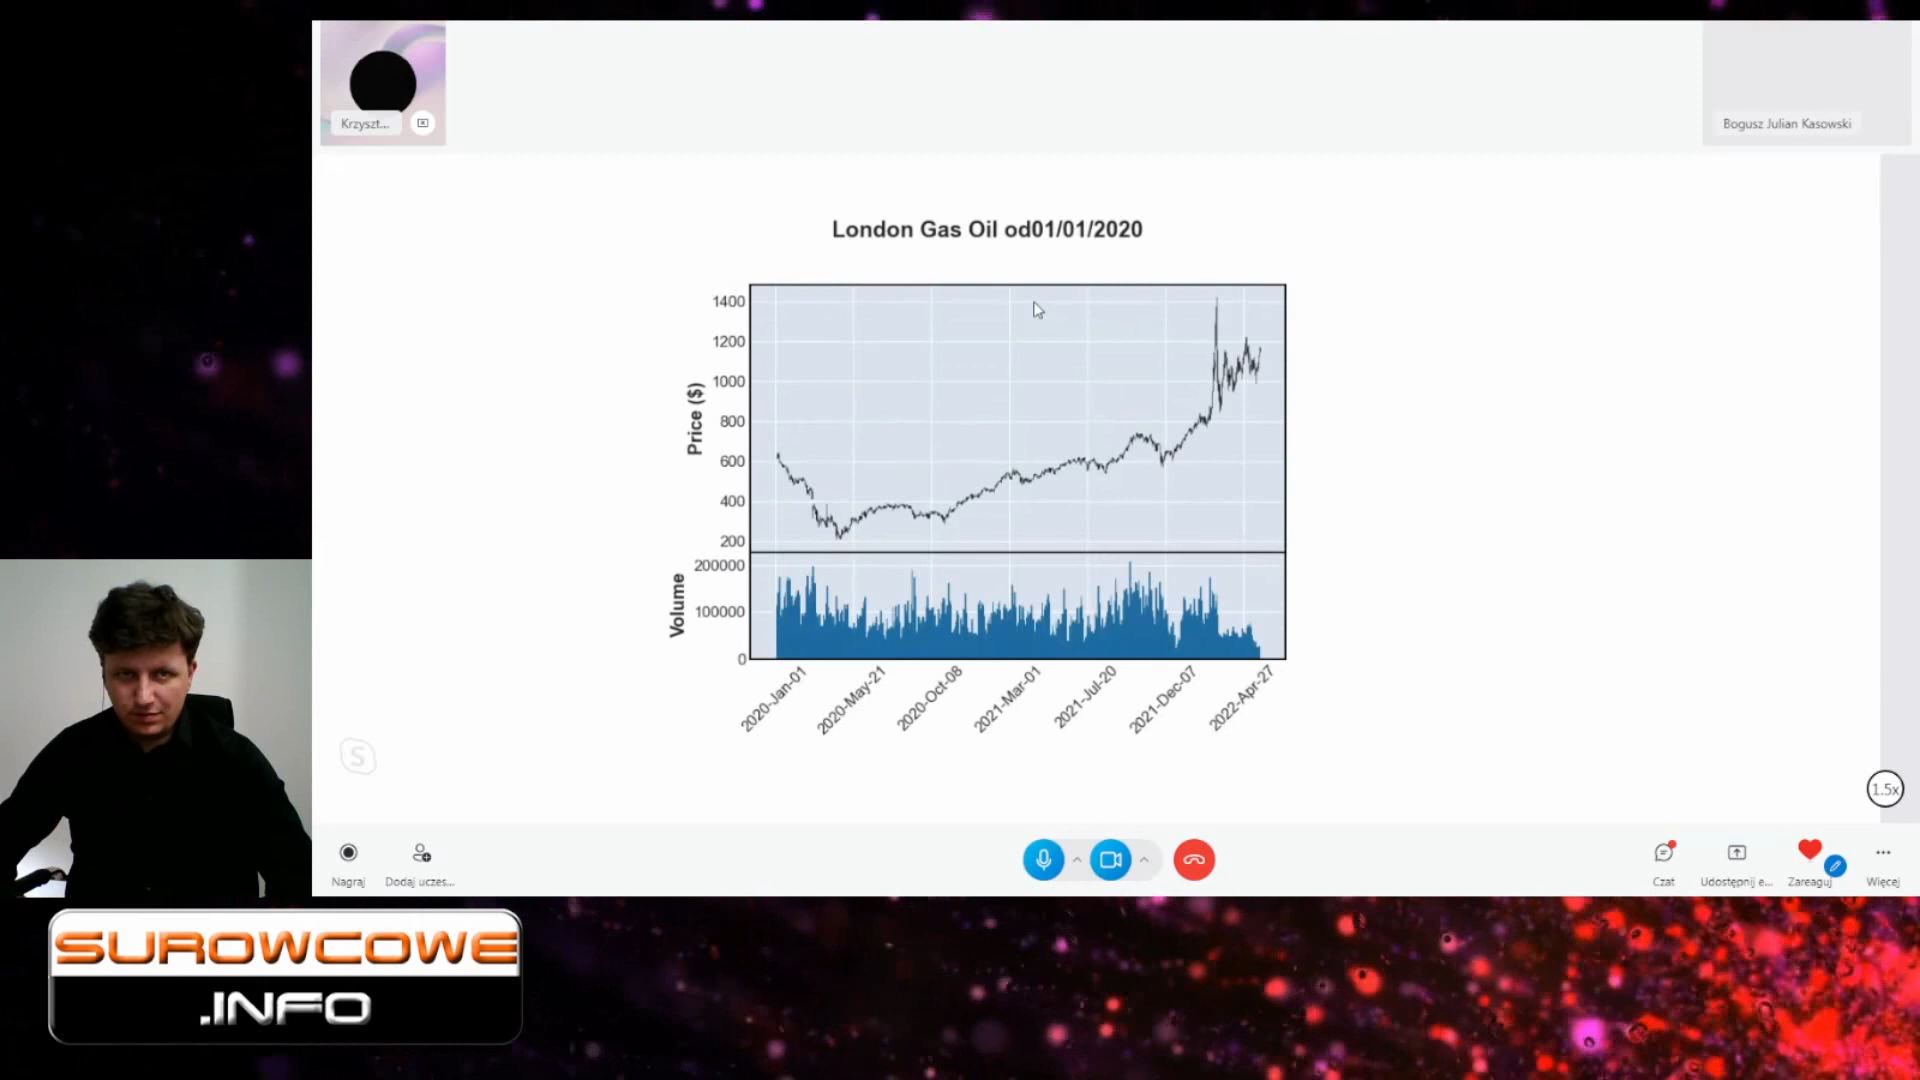 Krzyszt...
Bogusz Julian Kasowski
London Gas Oil od01/01/2020
Price ($)
1400
1200
1000
800
600
400
200
Volume
200000
100000
0
2020-Jan-01
2020-May-21
2020-Oct-08
2021-Mar-01
2021-Jul-20
2021-Dec-07
2022-Apr-27
S
1.5x
Nagraj
Dodaj uczes...
Czat
Udostępnij e...
Zareaguj
Więcej
SUROWCOWE
.INFO